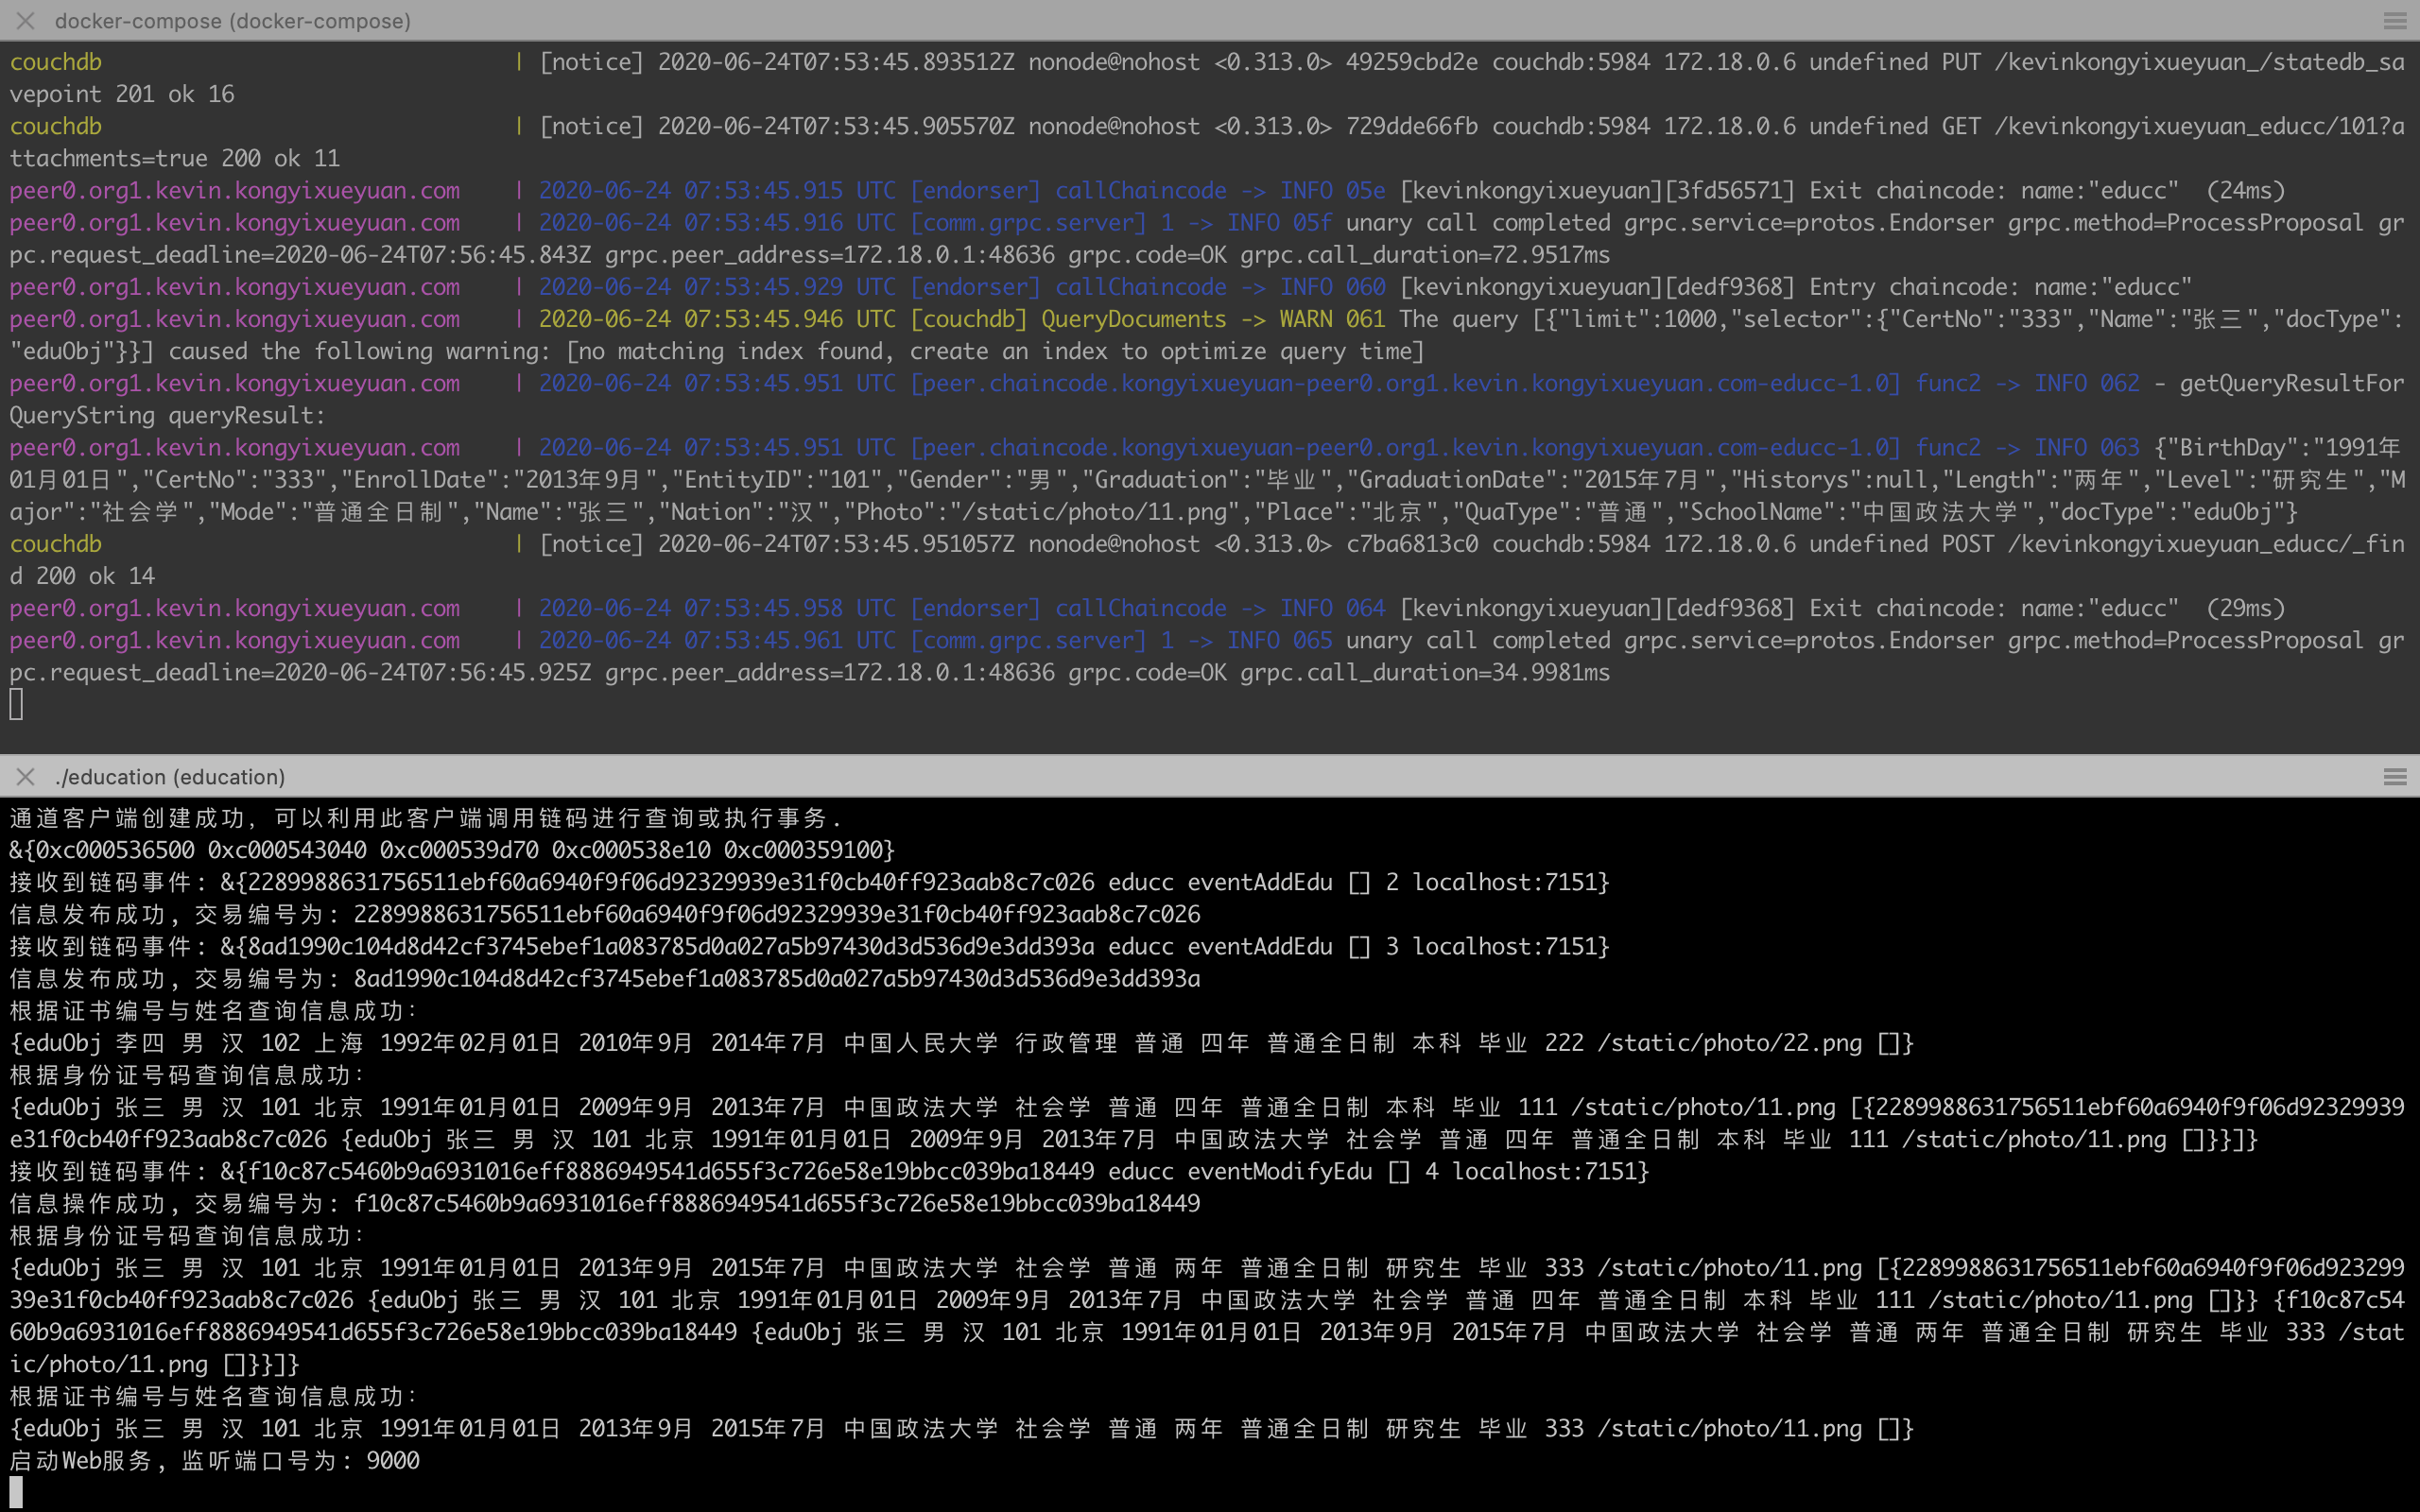 docker-compose (docker-compose)
couchdb | [notice] 2020-06-24T07:53:45.893512Z nonode@nohost <0.313.0> 49259cbd2e couchdb:5984 172.18.0.6 undefined PUT /kevinkongyixueyuan_/statedb_sa
vepoint 201 ok 16
couchdb | [notice] 2020-06-24T07:53:45.905570Z nonode@nohost <0.313.0> 729dde66fb couchdb:5984 172.18.0.6 undefined GET /kevinkongyixueyuan_educc/101?a
ttachments=true 200 ok 11
peer0.org1.kevin.kongyixueyuan.com | 2020-06-24 07:53:45.915 UTC [endorser] callChaincode -> INFO 05e [kevinkongyixueyuan][3fd56571] Exit chaincode: name:"educc" (24ms)
peer0.org1.kevin.kongyixueyuan.com | 2020-06-24 07:53:45.916 UTC [comm.grpc.server] 1 -> INFO 05f unary call completed grpc.service=protos.Endorser grpc.method=ProcessProposal gr
pc.request_deadline=2020-06-24T07:56:45.843Z grpc.peer_address=172.18.0.1:48636 grpc.code=OK grpc.call_duration=72.9517ms
peer0.org1.kevin.kongyixueyuan.com | 2020-06-24 07:53:45.929 UTC [endorser] callChaincode -> INFO 060 [kevinkongyixueyuan][dedf9368] Entry chaincode: name:"educc"
peer0.org1.kevin.kongyixueyuan.com | 2020-06-24 07:53:45.946 UTC [couchdb] QueryDocuments -> WARN 061 The query [{"limit":1000,"selector":{"CertNo":"333","Name":"张三","docType":
"eduObj"}}] caused the following warning: [no matching index found, create an index to optimize query time]
peer0.org1.kevin.kongyixueyuan.com | 2020-06-24 07:53:45.951 UTC [peer.chaincode.kongyixueyuan-peer0.org1.kevin.kongyixueyuan.com-educc-1.0] func2 -> INFO 062 - getQueryResultFor
QueryString queryResult:
peer0.org1.kevin.kongyixueyuan.com | 2020-06-24 07:53:45.951 UTC [peer.chaincode.kongyixueyuan-peer0.org1.kevin.kongyixueyuan.com-educc-1.0] func2 -> INFO 063 {"BirthDay":"1991年
01月01日","CertNo":"333","EnrollDate":"2013年9月","EntityID":"101","Gender":"男","Graduation":"毕业","GraduationDate":"2015年7月","Historys":null,"Length":"两年","Level":"研究生","M
ajor":"社会学","Mode":"普通全日制","Name":"张三","Nation":"汉","Photo":"/static/photo/11.png","Place":"北京","QuaType":"普通","SchoolName":"中国政法大学","docType":"eduObj"}
couchdb | [notice] 2020-06-24T07:53:45.951057Z nonode@nohost <0.313.0> c7ba6813c0 couchdb:5984 172.18.0.6 undefined POST /kevinkongyixueyuan_educc/_fin
d 200 ok 14
peer0.org1.kevin.kongyixueyuan.com | 2020-06-24 07:53:45.958 UTC [endorser] callChaincode -> INFO 064 [kevinkongyixueyuan][dedf9368] Exit chaincode: name:"educc" (29ms)
peer0.org1.kevin.kongyixueyuan.com | 2020-06-24 07:53:45.961 UTC [comm.grpc.server] 1 -> INFO 065 unary call completed grpc.service=protos.Endorser grpc.method=ProcessProposal gr
pc.request_deadline=2020-06-24T07:56:45.925Z grpc.peer_address=172.18.0.1:48636 grpc.code=OK grpc.call_duration=34.9981ms
./education (education)
通道客户端创建成功，可以利用此客户端调用链码进行查询或执行事务.
&{0xc000536500 0xc000543040 0xc000539d70 0xc000538e10 0xc000359100}
接收到链码事件: &{2289988631756511ebf60a6940f9f06d92329939e31f0cb40ff923aab8c7c026 educc eventAddEdu [] 2 localhost:7151}
信息发布成功, 交易编号为: 2289988631756511ebf60a6940f9f06d92329939e31f0cb40ff923aab8c7c026
接收到链码事件: &{8ad1990c104d8d42cf3745ebef1a083785d0a027a5b97430d3d536d9e3dd393a educc eventAddEdu [] 3 localhost:7151}
信息发布成功, 交易编号为: 8ad1990c104d8d42cf3745ebef1a083785d0a027a5b97430d3d536d9e3dd393a
根据证书编号与姓名查询信息成功：
{eduObj 李四 男 汉 102 上海 1992年02月01日 2010年9月 2014年7月 中国人民大学 行政管理 普通 四年 普通全日制 本科 毕业 222 /static/photo/22.png []}
根据身份证号码查询信息成功：
{eduObj 张三 男 汉 101 北京 1991年01月01日 2009年9月 2013年7月 中国政法大学 社会学 普通 四年 普通全日制 本科 毕业 111 /static/photo/11.png [{2289988631756511ebf60a6940f9f06d92329939
e31f0cb40ff923aab8c7c026 {eduObj 张三 男 汉 101 北京 1991年01月01日 2009年9月 2013年7月 中国政法大学 社会学 普通 四年 普通全日制 本科 毕业 111 /static/photo/11.png []}}]}
接收到链码事件: &{f10c87c5460b9a6931016eff8886949541d655f3c726e58e19bbcc039ba18449 educc eventModifyEdu [] 4 localhost:7151}
信息操作成功, 交易编号为: f10c87c5460b9a6931016eff8886949541d655f3c726e58e19bbcc039ba18449
根据身份证号码查询信息成功：
{eduObj 张三 男 汉 101 北京 1991年01月01日 2013年9月 2015年7月 中国政法大学 社会学 普通 两年 普通全日制 研究生 毕业 333 /static/photo/11.png [{2289988631756511ebf60a6940f9f06d923299
39e31f0cb40ff923aab8c7c026 {eduObj 张三 男 汉 101 北京 1991年01月01日 2009年9月 2013年7月 中国政法大学 社会学 普通 四年 普通全日制 本科 毕业 111 /static/photo/11.png []}} {f10c87c54
60b9a6931016eff8886949541d655f3c726e58e19bbcc039ba18449 {eduObj 张三 男 汉 101 北京 1991年01月01日 2013年9月 2015年7月 中国政法大学 社会学 普通 两年 普通全日制 研究生 毕业 333 /stat
ic/photo/11.png []}}]}
根据证书编号与姓名查询信息成功：
{eduObj 张三 男 汉 101 北京 1991年01月01日 2013年9月 2015年7月 中国政法大学 社会学 普通 两年 普通全日制 研究生 毕业 333 /static/photo/11.png []}
启动Web服务, 监听端口号为: 9000